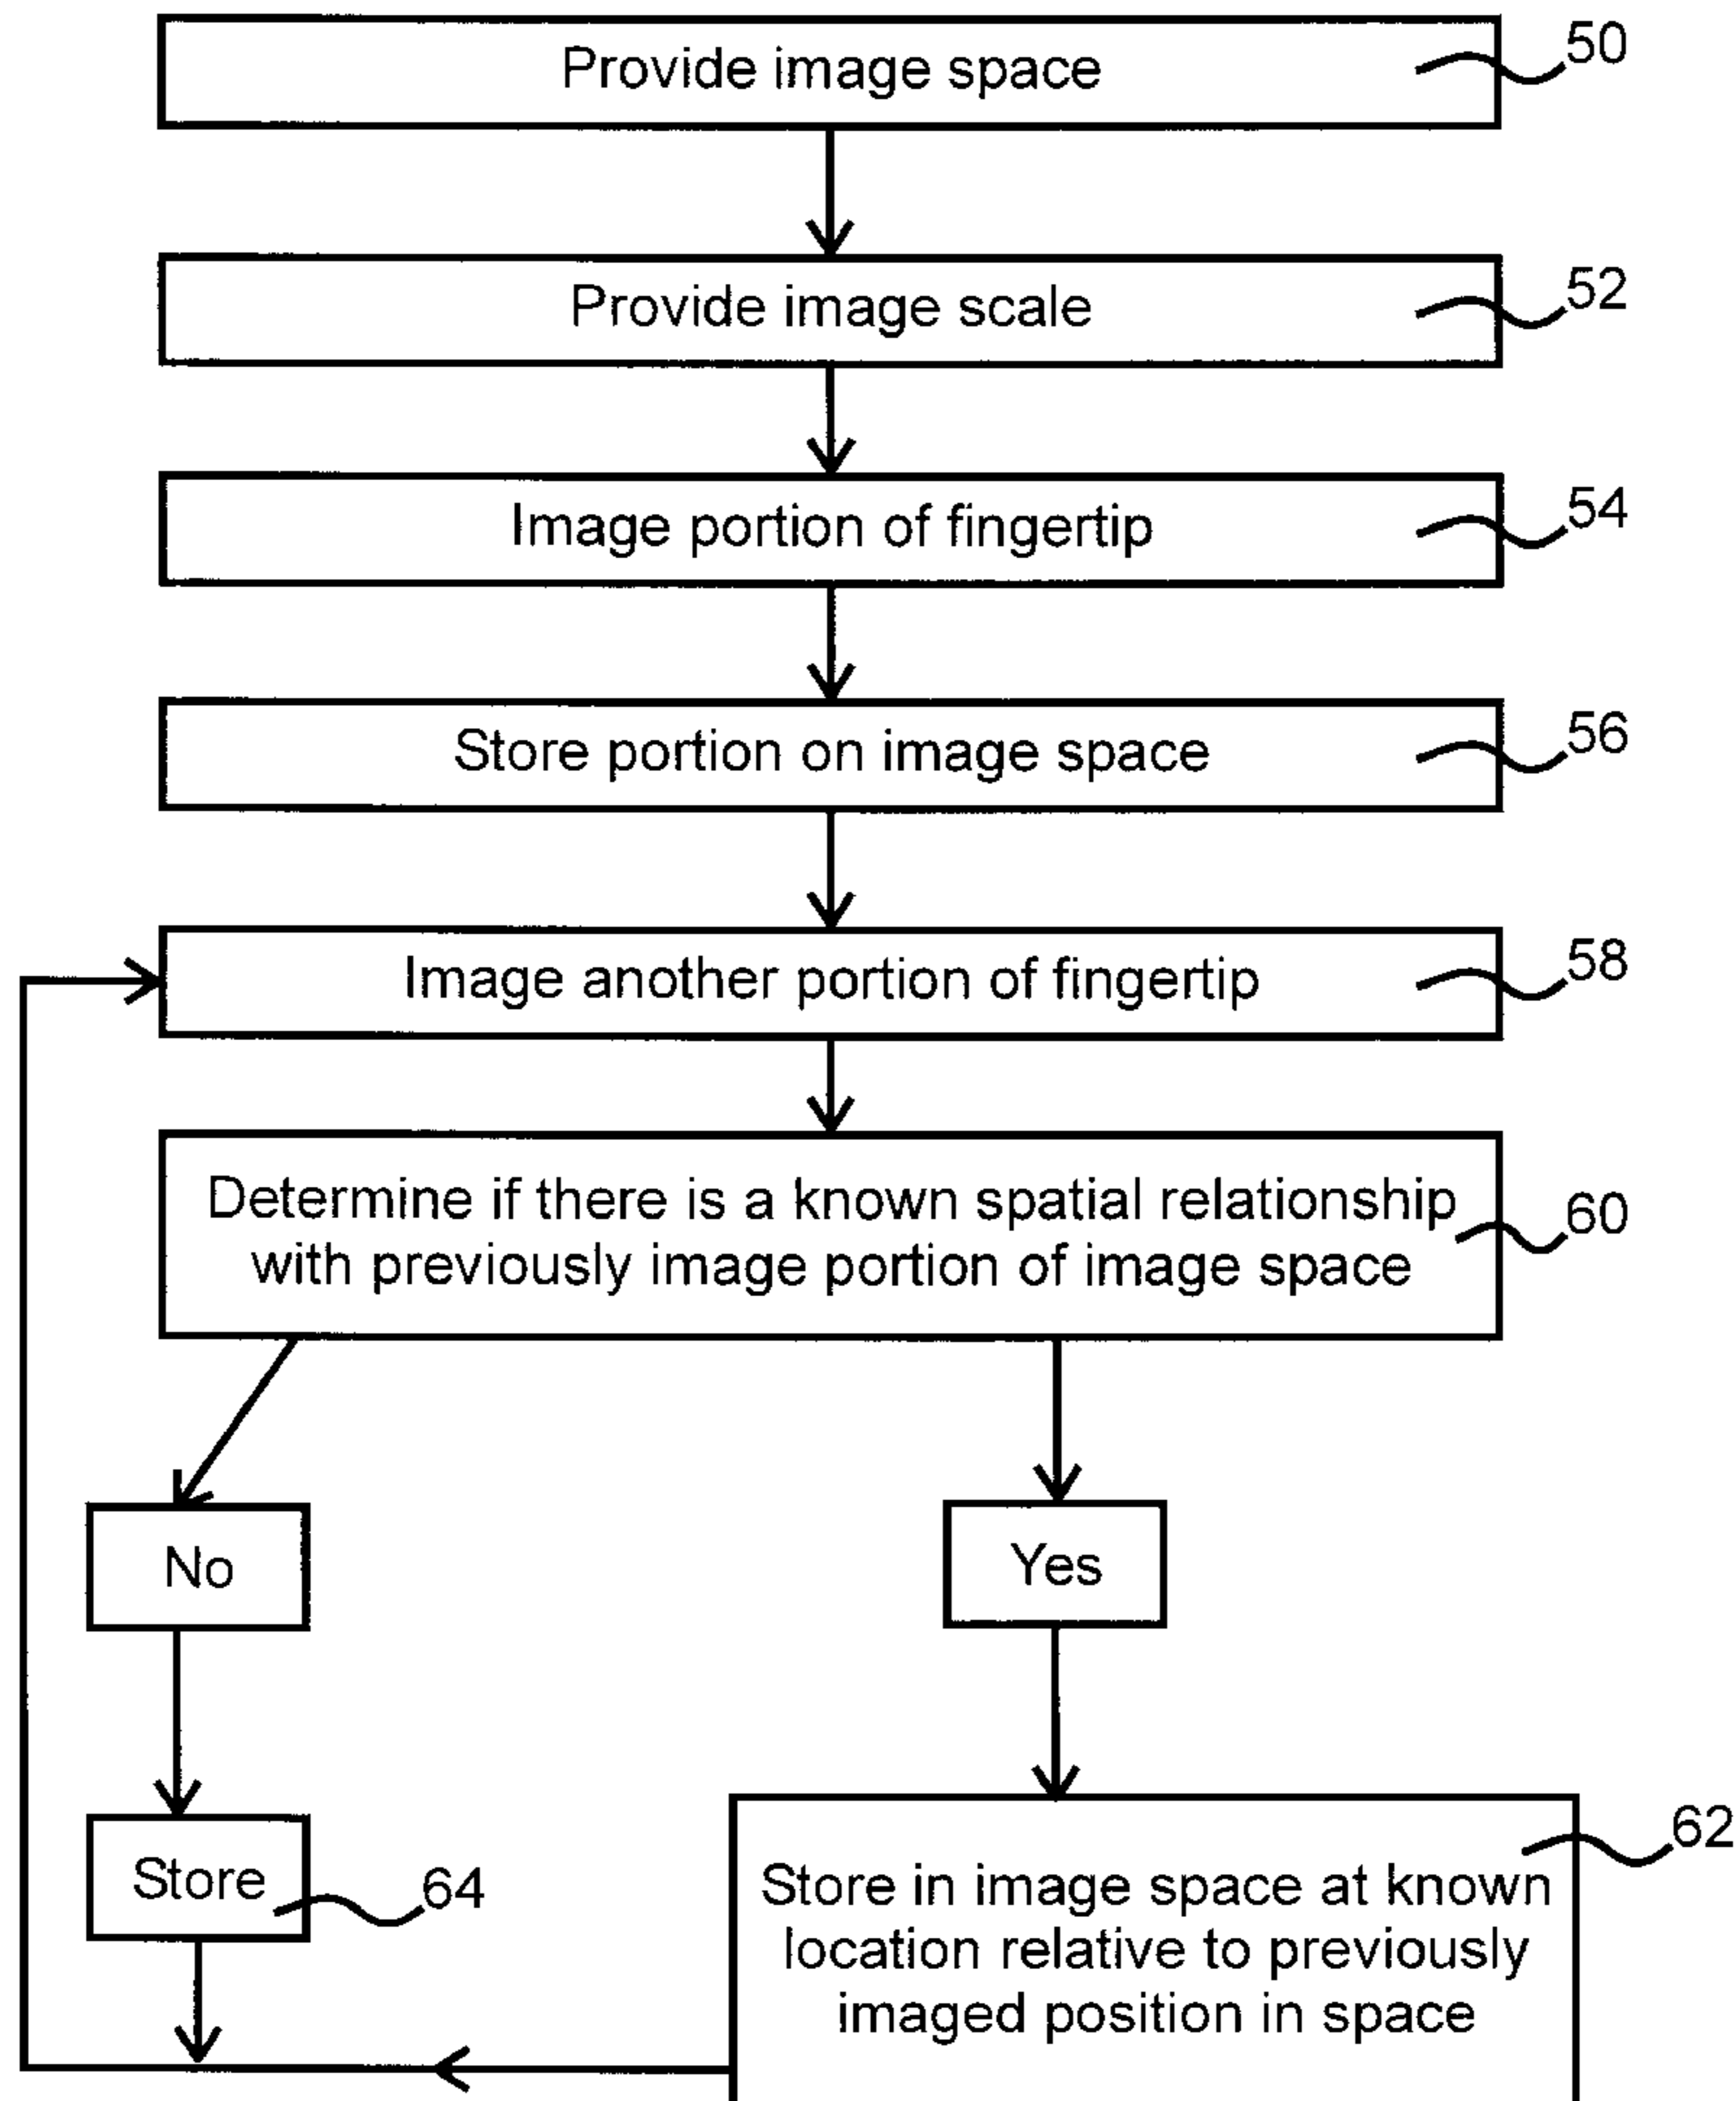 Provide image space
50
Provide image scale
52
Image portion of fingertip
54
Store portion on image space
56
Image another portion of fingertip
58
Determine if there is a known spatial relationship
with previously image portion of image space
60
No
Yes
Store
64
Store in image space at known
location relative to previously
imaged position in space
62